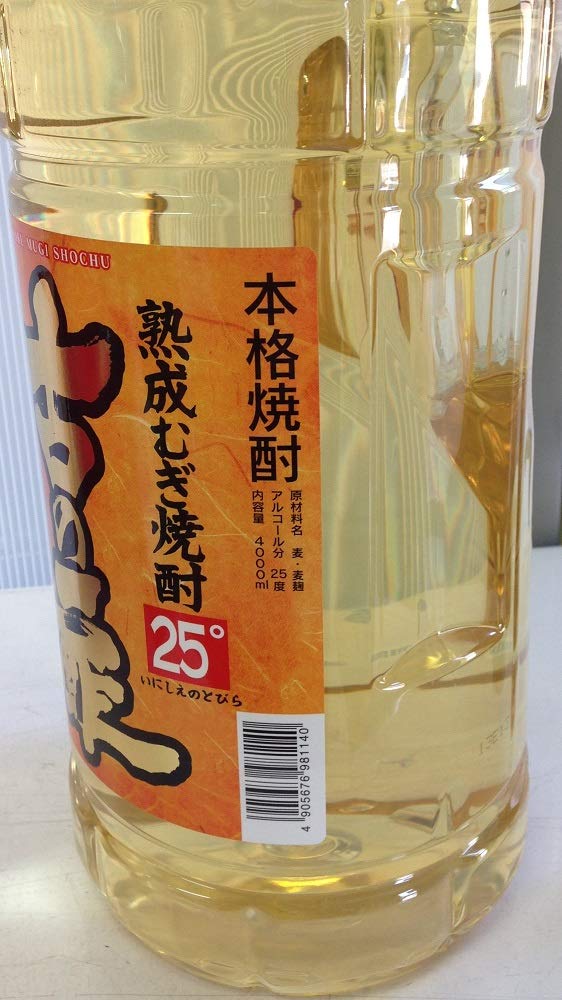 MUGI SHOCHU
本格焼酎
熟成むぎ焼酎
25°
いにしえのとびら
原材料名 麦・麦麹
アルコール分 25度
内容量 4000ml
4 905676 981140